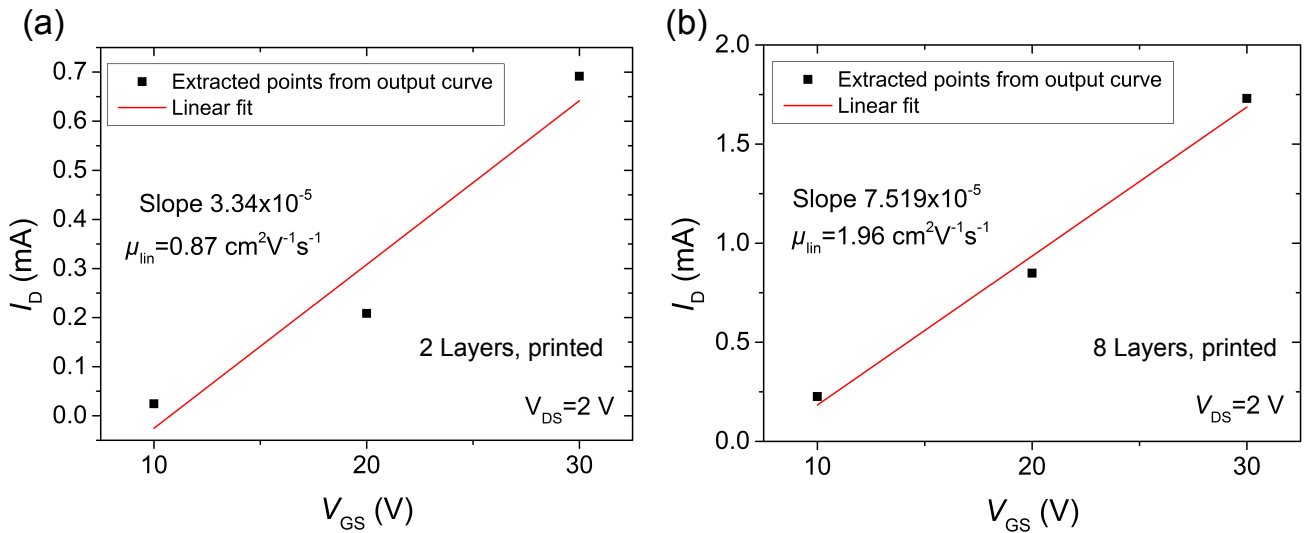 (a)
0.7
0.6
0.5
0.4
0.3
0.2
0.1
0.0
I_D (mA)
Extracted points from output curve
Linear fit
Slope 3.34x10⁻⁵
μ_lin=0.87 cm²V⁻¹s⁻¹
2 Layers, printed
V_DS=2 V
10 20 30
V_GS (V)
(b)
2.0
1.5
1.0
0.5
0.0
I_D (mA)
Extracted points from output curve
Linear fit
Slope 7.519x10⁻⁵
μ_lin=1.96 cm²V⁻¹s⁻¹
8 Layers, printed
V_DS=2 V
10 20 30
V_GS (V)